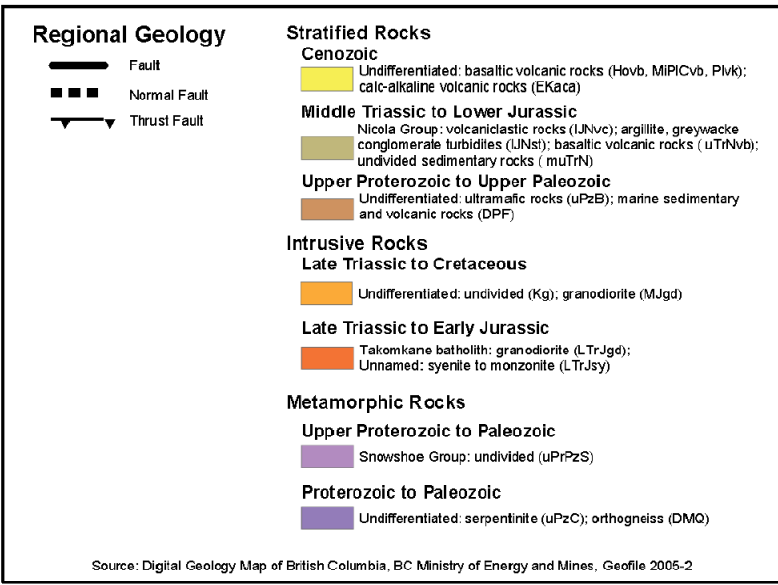 Regional Geology
Fault
Normal Fault
Thrust Fault
Stratified Rocks
Cenozoic
Undifferentiated: basaltic volcanic rocks (Hovb, MiPlCvb, Plvk);
calc-alkaline volcanic rocks (EKaca)
Middle Triassic to Lower Jurassic
Nicola Group: volcaniclastic rocks (lJNvc); argillite, greywacke
conglomerate turbidites (lJNst); basaltic volcanic rocks ( uTrNvb);
undivided sedimentary rocks ( muTrN)
Upper Proterozoic to Upper Paleozoic
Undifferentiated: ultramafic rocks (uPzB); marine sedimentary
and volcanic rocks (DPF)
Intrusive Rocks
Late Triassic to Cretaceous
Undifferentiated: undivided (Kg); granodiorite (MJgd)
Late Triassic to Early Jurassic
Takomkane batholith: granodiorite (LTrJgd);
Unnamed: syenite to monzonite (LTrJsy)
Metamorphic Rocks
Upper Proterozoic to Paleozoic
Snowshoe Group: undivided (uPrPzS)
Proterozoic to Paleozoic
Undifferentiated: serpentinite (uPzC); orthogneiss (DMQ)
Source: Digital Geology Map of British Columbia, BC Ministry of Energy and Mines, Geofile 2005-2